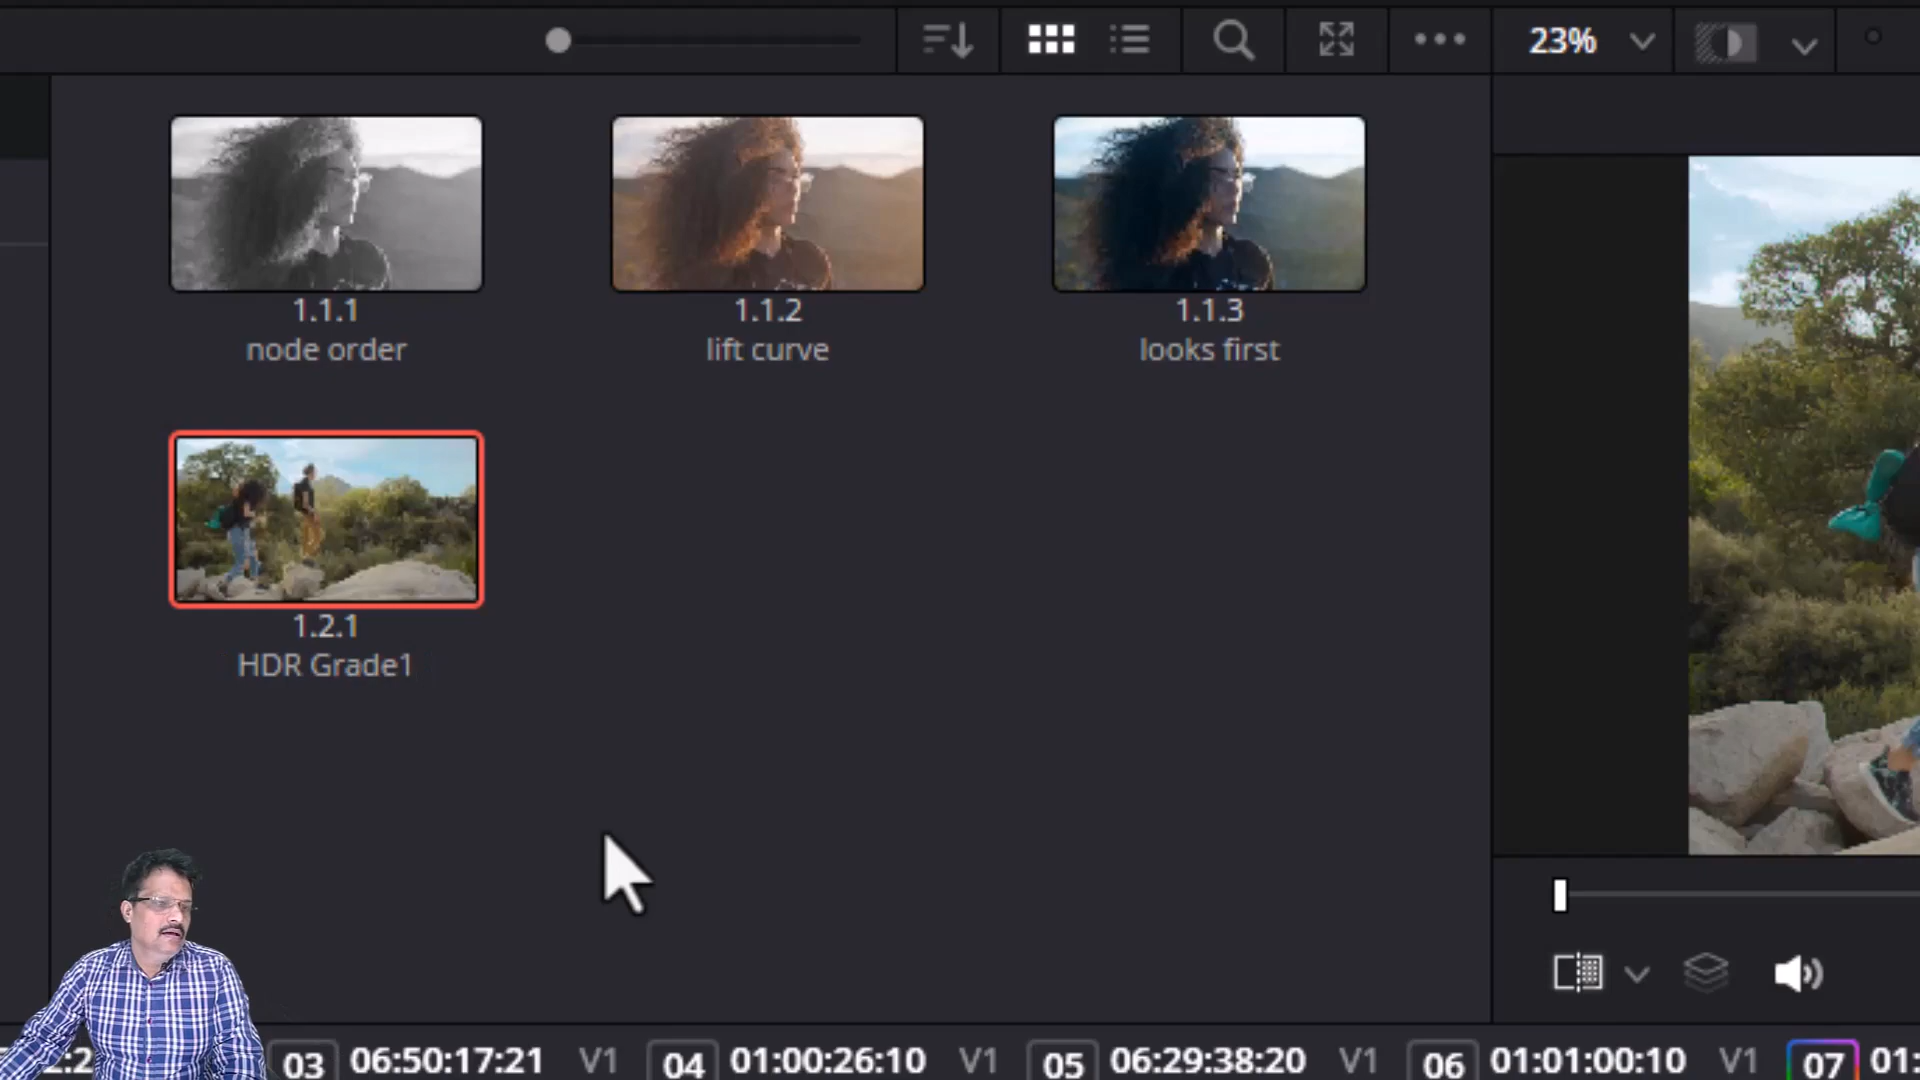 23%
1.1.1
node order
1.1.2
lift curve
1.1.3
looks first
1.2.1
HDR Grade1
03 06:50:17:21 V1 04 01:00:26:10 V1 05 06:29:38:20 V1 06 01:01:00:10 V1 07 01: